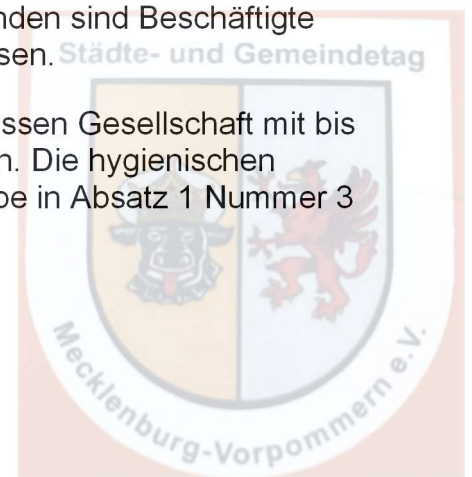 nden sind Beschäftigte
sen.
Städte- und Gemeindetag
ssen Gesellschaft mit bis
n. Die hygienischen
be in Absatz 1 Nummer 3
Mecklenburg-Vorpommern e.V.